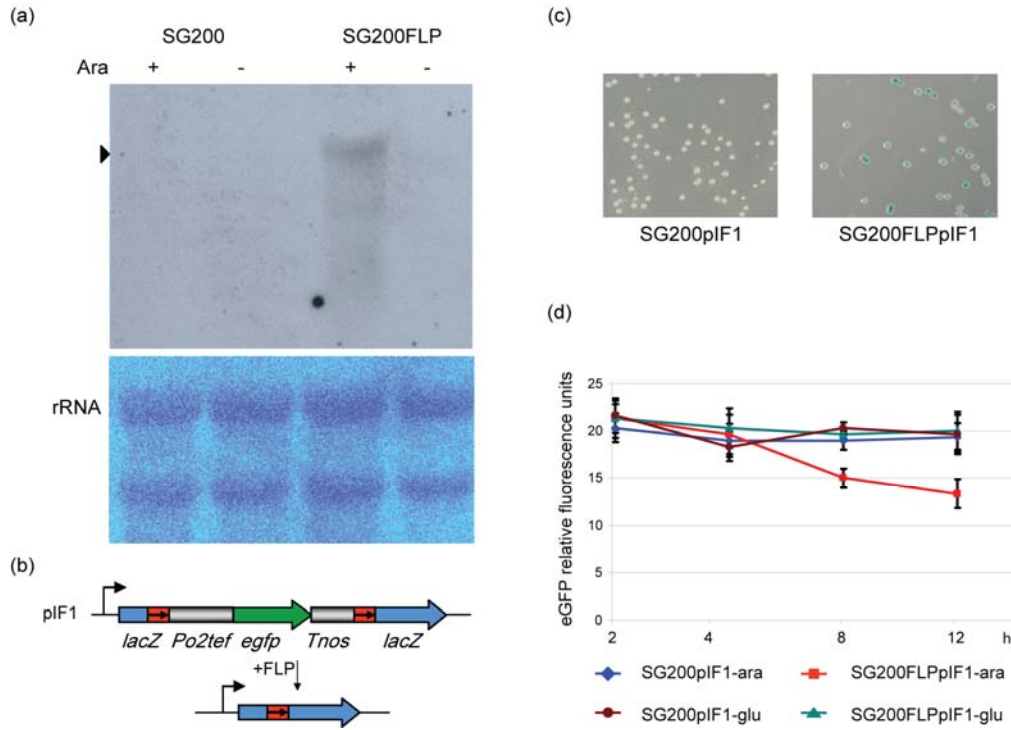 (a)
SG200 SG200FLP
Ara + - + -
rRNA
(b)
pIF1
lacZ Po2tef egfp Tnos lacZ
+FLP
(c)
SG200pIF1 SG200FLPpIF1
(d)
eGFP relative fluorescence units
25
20
15
10
5
0
2 4 8 12 h
SG200pIF1-ara SG200FLPpIF1-ara
SG200pIF1-glu SG200FLPpIF1-glu